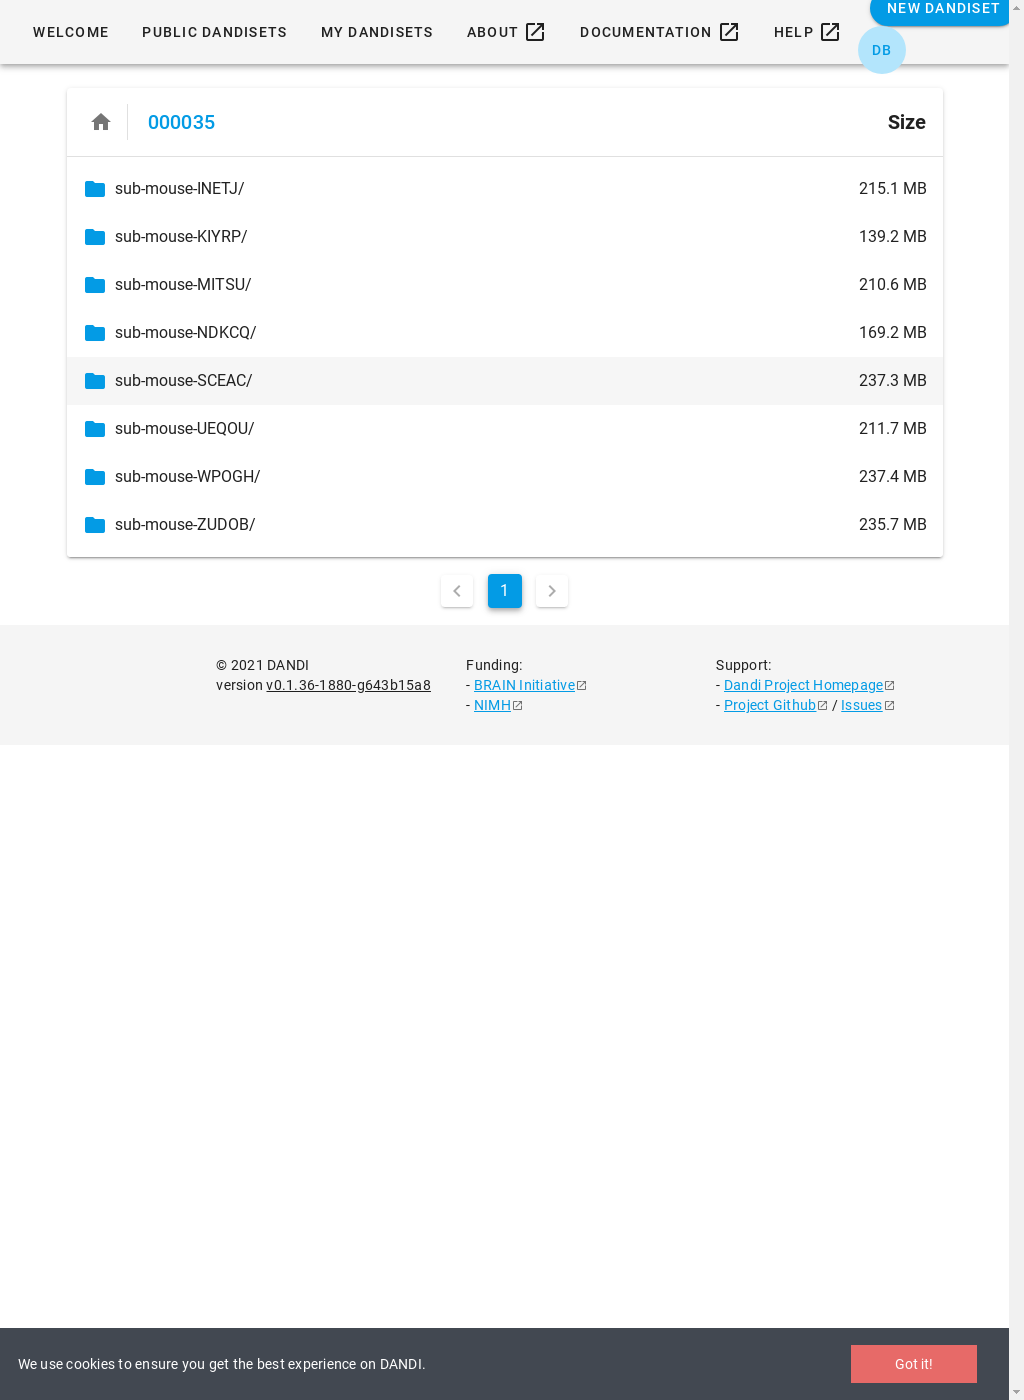 WELCOME PUBLIC DANDISETS MY DANDISETS ABOUT DOCUMENTATION HELP NEW DANDISET
DB
000035 Size
sub-mouse-INETJ/ 215.1 MB
sub-mouse-KIYRP/ 139.2 MB
sub-mouse-MITSU/ 210.6 MB
sub-mouse-NDKCQ/ 169.2 MB
sub-mouse-SCEAC/ 237.3 MB
sub-mouse-UEQOU/ 211.7 MB
sub-mouse-WPOGH/ 237.4 MB
sub-mouse-ZUDOB/ 235.7 MB
1
© 2021 DANDI
version v0.1.36-1880-g643b15a8
Funding:
- BRAIN Initiative
- NIMH
Support:
- Dandi Project Homepage
- Project Github / Issues
We use cookies to ensure you get the best experience on DANDI. Got it!